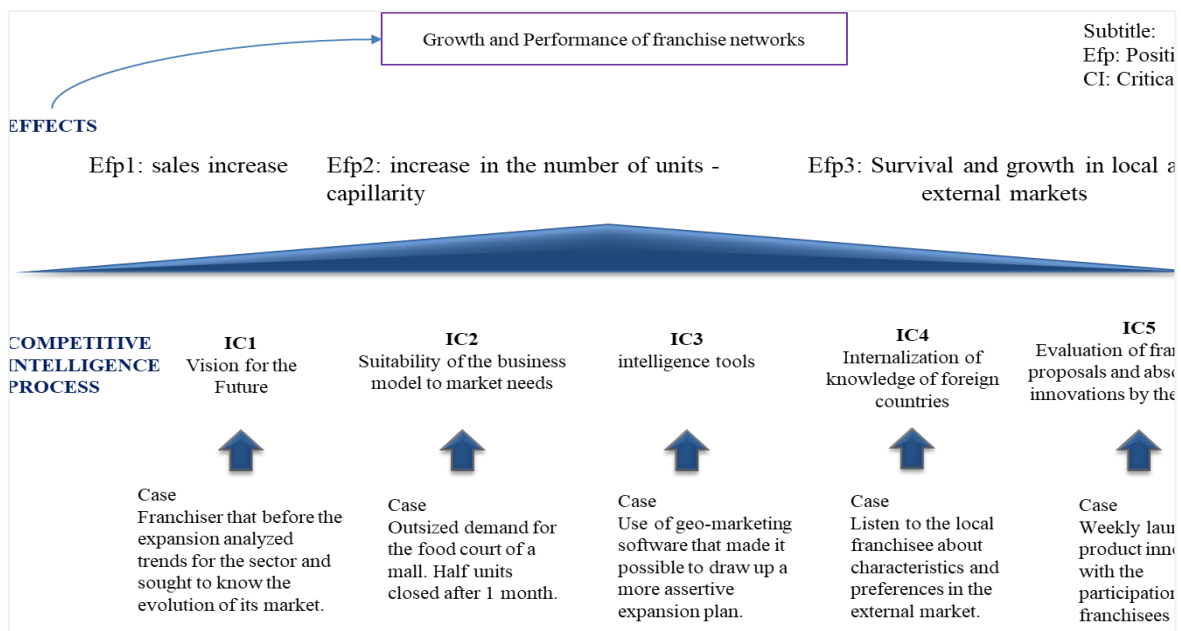 Growth and Performance of franchise networks
Subtitle:
Efp:
CI:
EFFECTS
Efp1: sales increase
Efp2: increase in the number of units -
capillarity
Efp3: Survival and growth in local
external markets
COMPETITIVE
INTELLIGENCE
PROCESS
IC1
Vision for the
Future
IC2
Suitability of the business
model to market needs
IC3
intelligence tools
IC4
Internalization of
knowledge of foreign
countries
IC5
Evaluation of
proposals and
innovations by
Case
Franchiser that before the
expansion analyzed
trends for the sector and
sought to know the
evolution of its market.
Case
Outsized demand for
the food court of a
mall. Half units
closed after 1 month.
Case
Use of geo-marketing
software that made it
possible to draw up a
more assertive
expansion plan.
Case
Listen to the local
franchisee about
characteristics and
preferences in the
external market.
Case
Weekly
product
with the
participation
franchisees